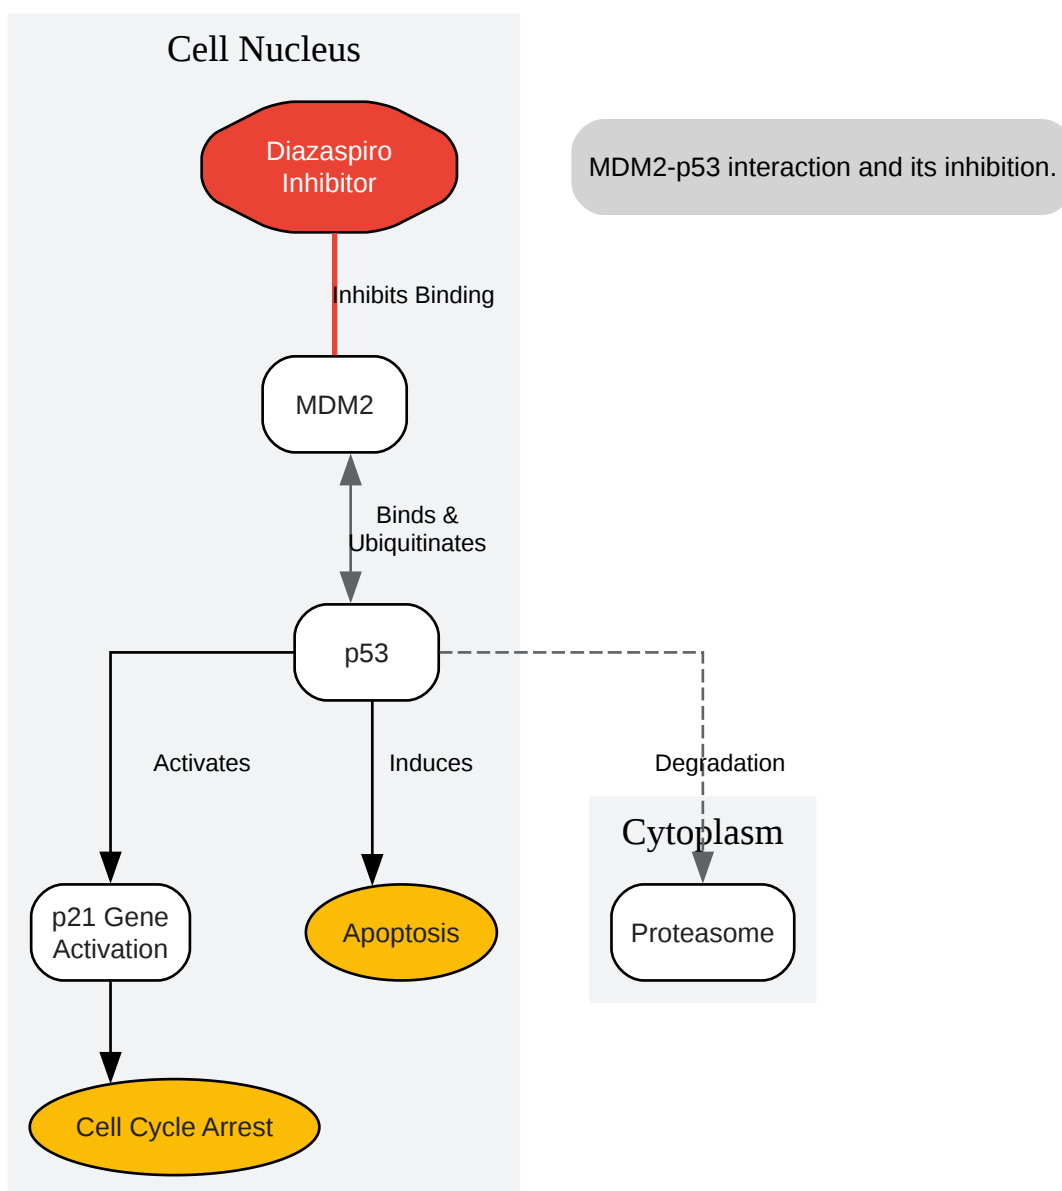 Cell Nucleus
Diazaspiro
Inhibitor
MDM2-p53 interaction and its inhibition.
Inhibits Binding
MDM2
Binds &
Ubiquitinates
p53
Activates
Induces
Degradation
Cytoplasm
p21 Gene
Activation
Apoptosis
Proteasome
Cell Cycle Arrest